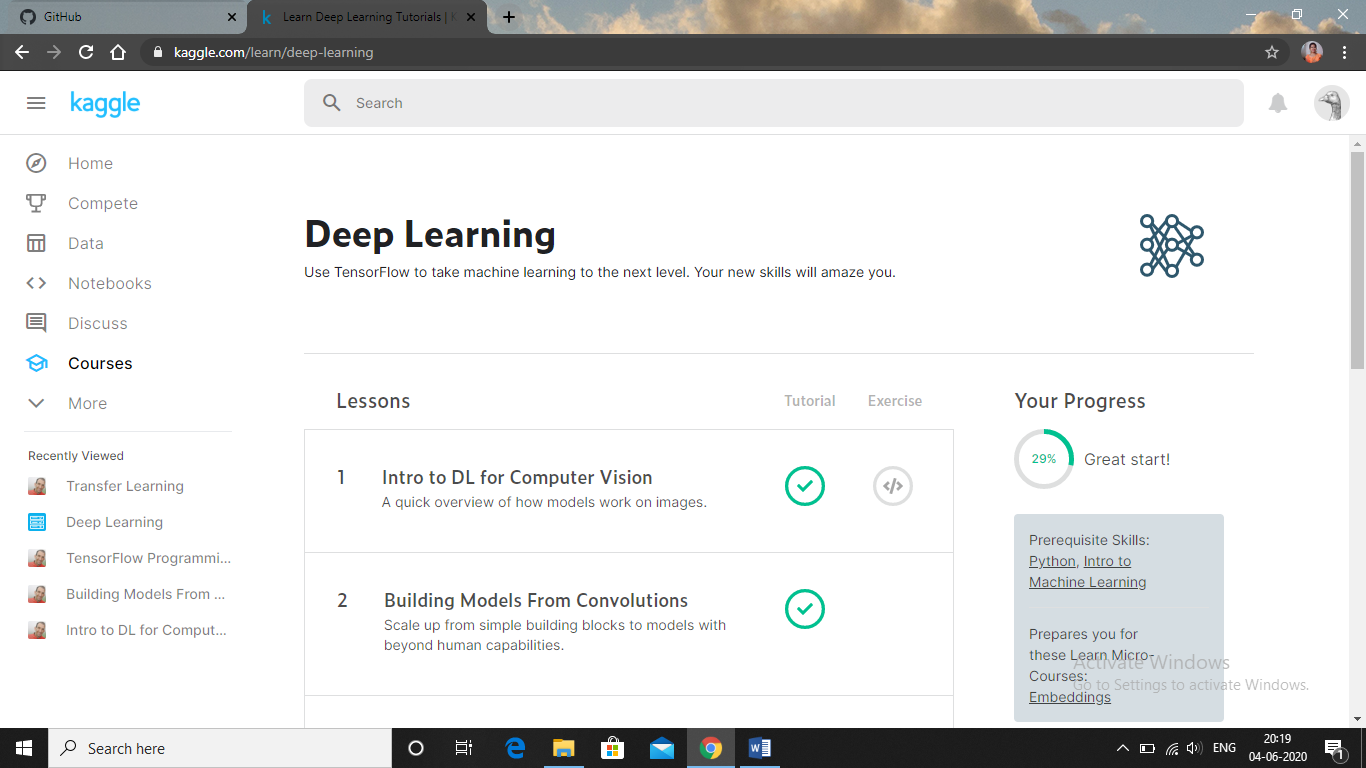 GitHub
Learn Deep Learning Tutorials |
kaggle.com/learn/deep-learning
kaggle
Search
Home
Compete
Data
Notebooks
Discuss
Courses
More
Recently Viewed
Transfer Learning
Deep Learning
TensorFlow Programmi...
Building Models From ...
Intro to DL for Comput...
Deep Learning
Use TensorFlow to take machine learning to the next level. Your new skills will amaze you.
Lessons
Tutorial
Exercise
1
Intro to DL for Computer Vision
A quick overview of how models work on images.
2
Building Models From Convolutions
Scale up from simple building blocks to models with
beyond human capabilities.
Your Progress
29%
Great start!
Prerequisite Skills:
Python, Intro to
Machine Learning
Prepares you for
these Learn Micro-
Courses:
Embeddings
Activate Windows
Go to Settings to activate Windows.
Search here
ENG
20:19
04-06-2020
1